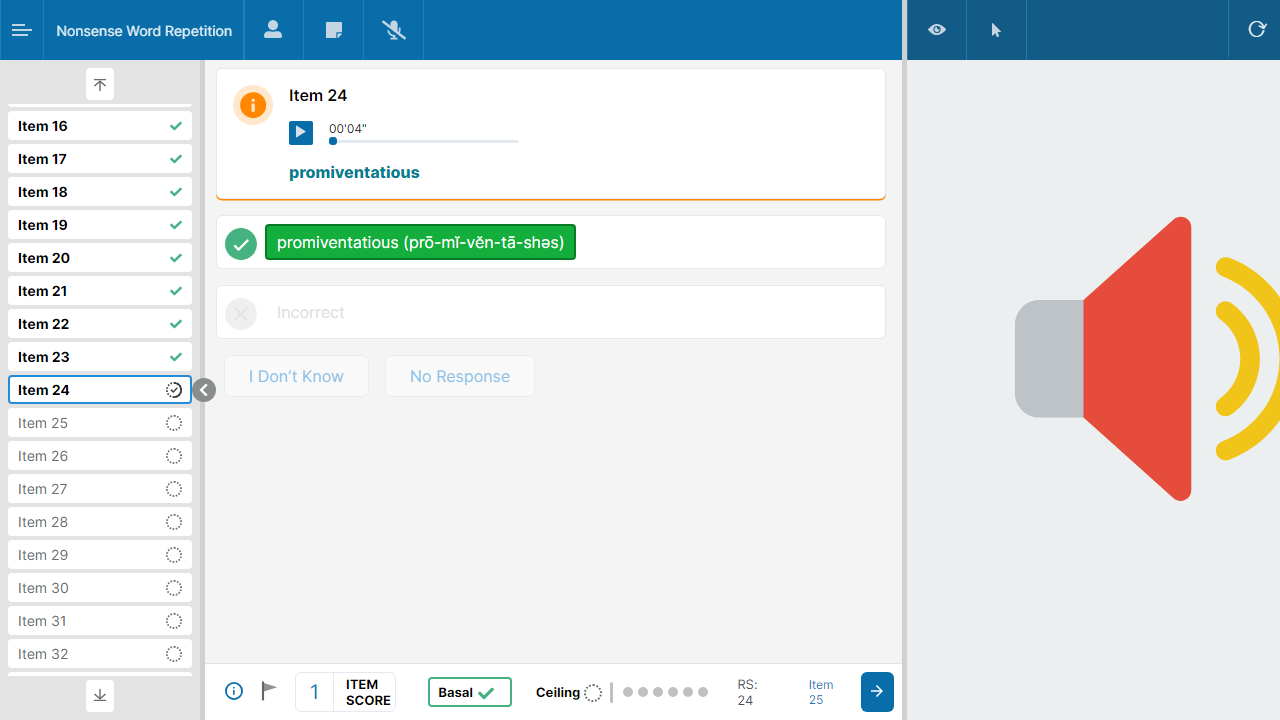 Nonsense Word Repetition
Item 16
Item 17
Item 18
Item 19
Item 20
Item 21
Item 22
Item 23
Item 24
Item 25
Item 26
Item 27
Item 28
Item 29
Item 30
Item 31
Item 32
Item 24
00'04"
promiventatious
promiventatious (prō-mĭ-vĕn-tā-shəs)
Incorrect
I Don't Know
No Response
1
ITEM
SCORE
Basal
Ceiling
RS:
24
Item
25